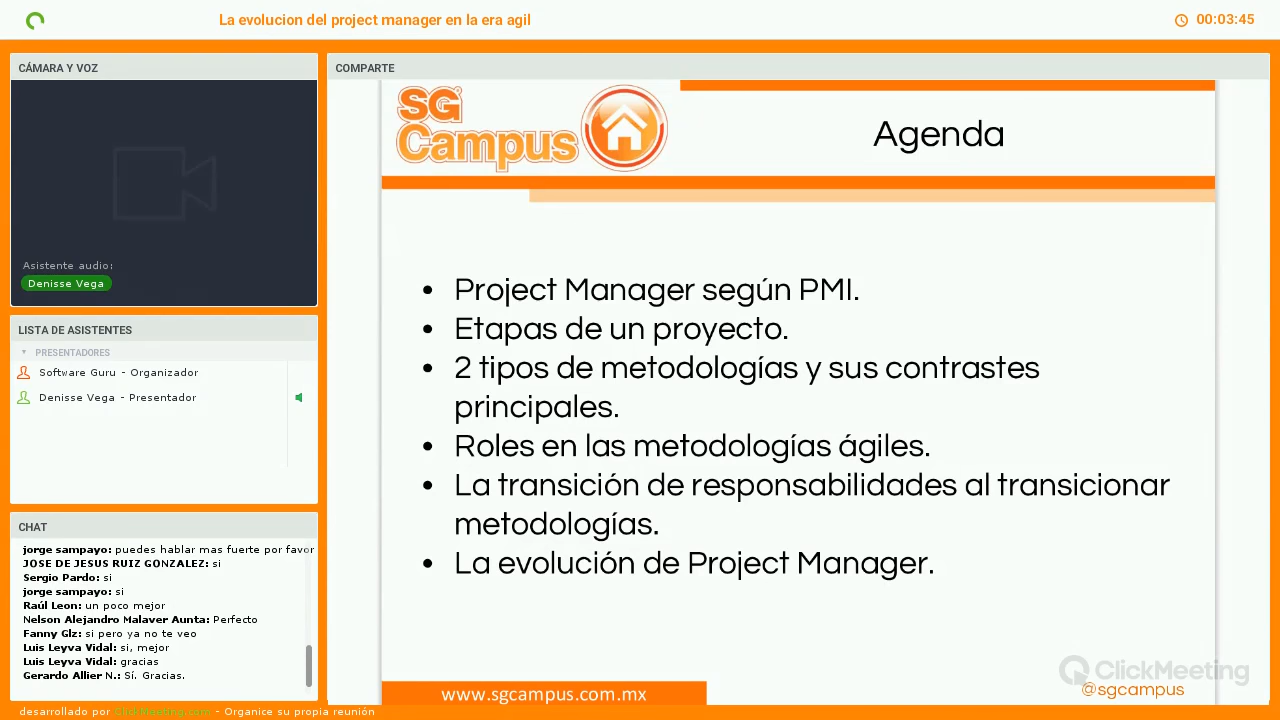 La evolucion del project manager en la era agil
00:03:45
CÁMARA Y VOZ
Asistente audio:
Denisse Vega
LISTA DE ASISTENTES
PRESENTADORES
Software Guru - Organizador
Denisse Vega - Presentador
CHAT
jorge sampayo: puedes hablar mas fuerte por favor
JOSE DE JESUS RUIZ GONZALEZ: si
Sergio Pardo: si
jorge sampayo: si
Raúl Leon: un poco mejor
Nelson Alejandro Malaver Aunta: Perfecto
Fanny Glz: si pero ya no te veo
Luis Leyva Vidal: si, mejor
Luis Leyva Vidal: gracias
Gerardo Allier N.: Sí. Gracias.
COMPARTE
SG
Campus
Agenda
• Project Manager según PMI.
• Etapas de un proyecto.
• 2 tipos de metodologías y sus contrastes
principales.
• Roles en las metodologías ágiles.
• La transición de responsabilidades al transicionar
metodologías.
• La evolución de Project Manager.
ClickMeeting
www.sgcampus.com.mx
@sgcampus
desarrollado por ClickMeeting.com - Organice su propia reunión